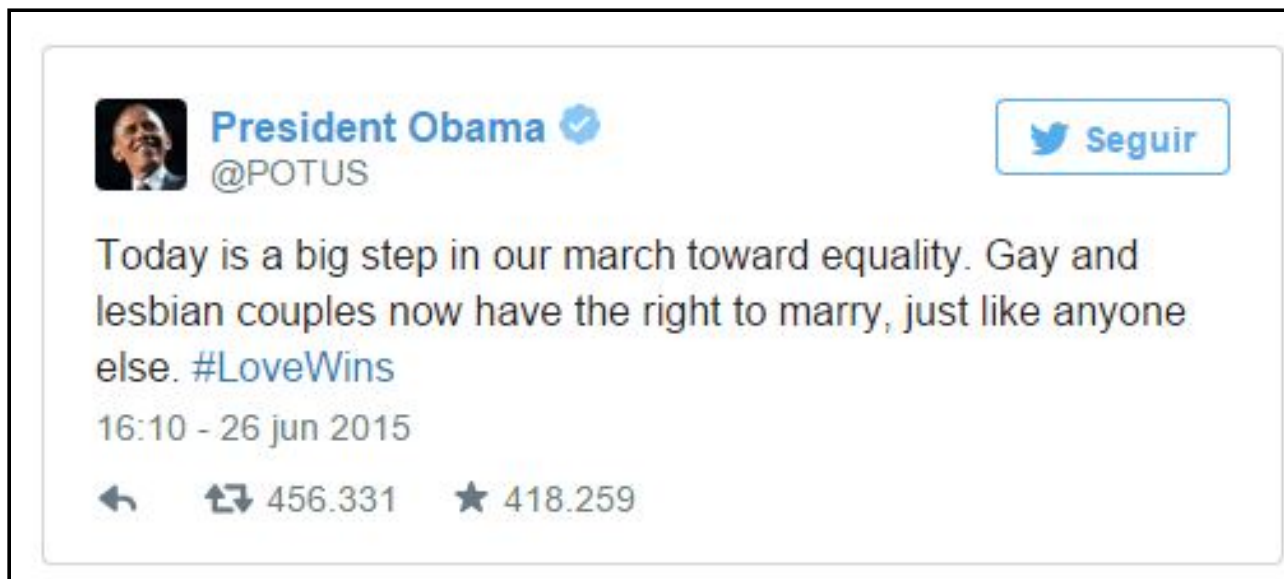 President Obama
@POTUS
Seguir
Today is a big step in our march toward equality. Gay and
lesbian couples now have the right to marry, just like anyone
else. #LoveWins
16:10 - 26 jun 2015
456.331 418.259